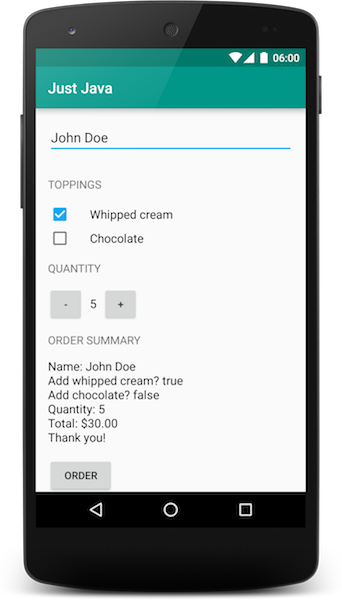 06:00
Just Java
John Doe
TOPPINGS
Whipped cream
Chocolate
QUANTITY
- 5 +
ORDER SUMMARY
Name: John Doe
Add whipped cream? true
Add chocolate? false
Quantity: 5
Total: $30.00
Thank you!
ORDER